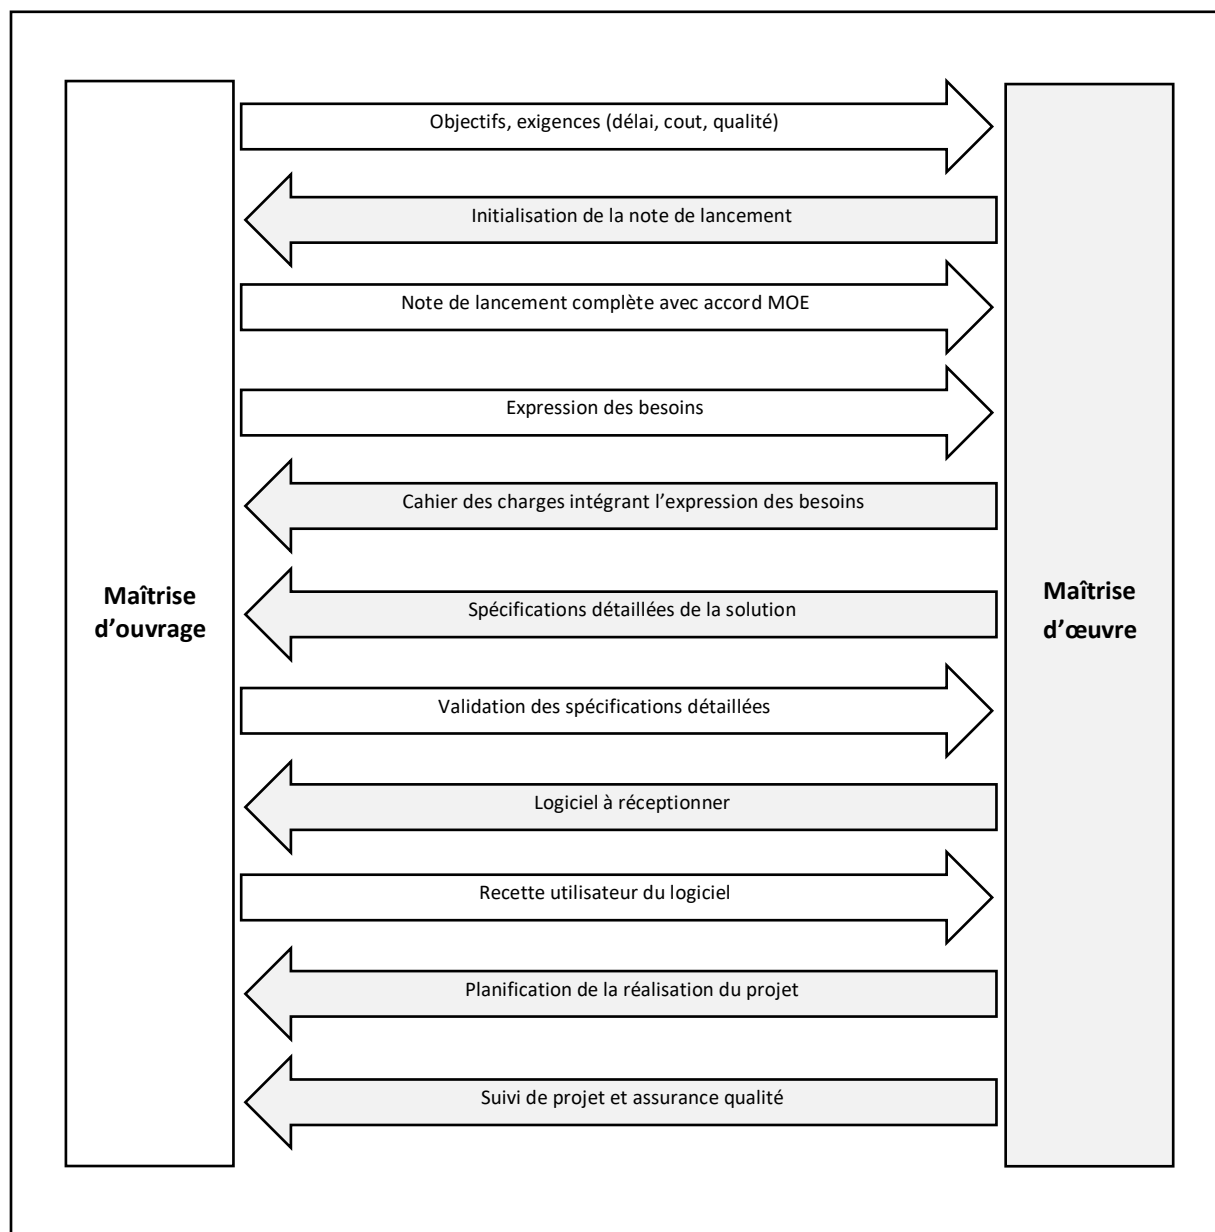 Objectifs, exigences (délai, cout, qualité)
Initialisation de la note de lancement
Note de lancement complète avec accord MOE
Expression des besoins
Cahier des charges intégrant l’expression des besoins
Maîtrise
d’ouvrage
Spécifications détaillées de la solution
Maîtrise
d’œuvre
Validation des spécifications détaillées
Logiciel à réceptionner
Recette utilisateur du logiciel
Planification de la réalisation du projet
Suivi de projet et assurance qualité